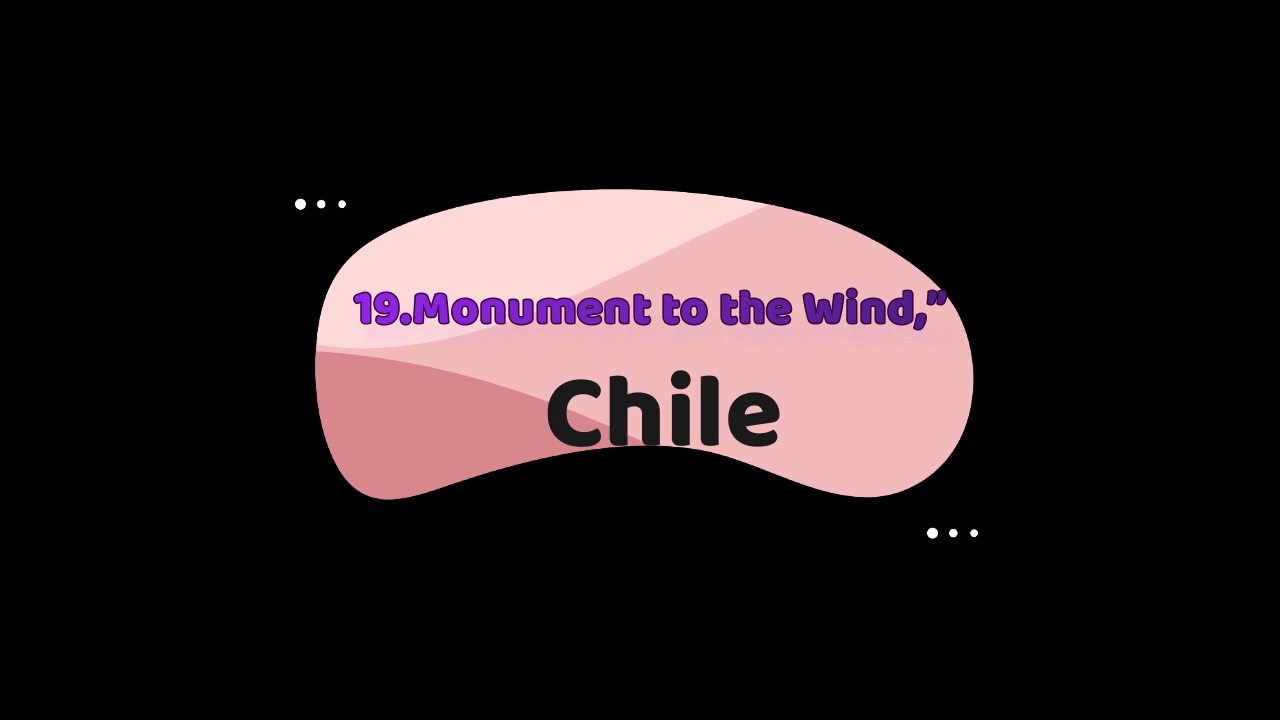 19.Monument to the Wind,”
Chile